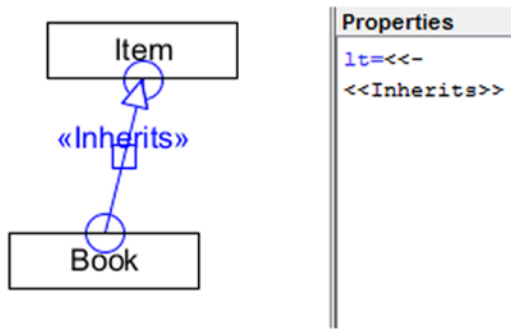 Item
«Inherits»
Book
Properties
lt=<<-
<<Inherits>>